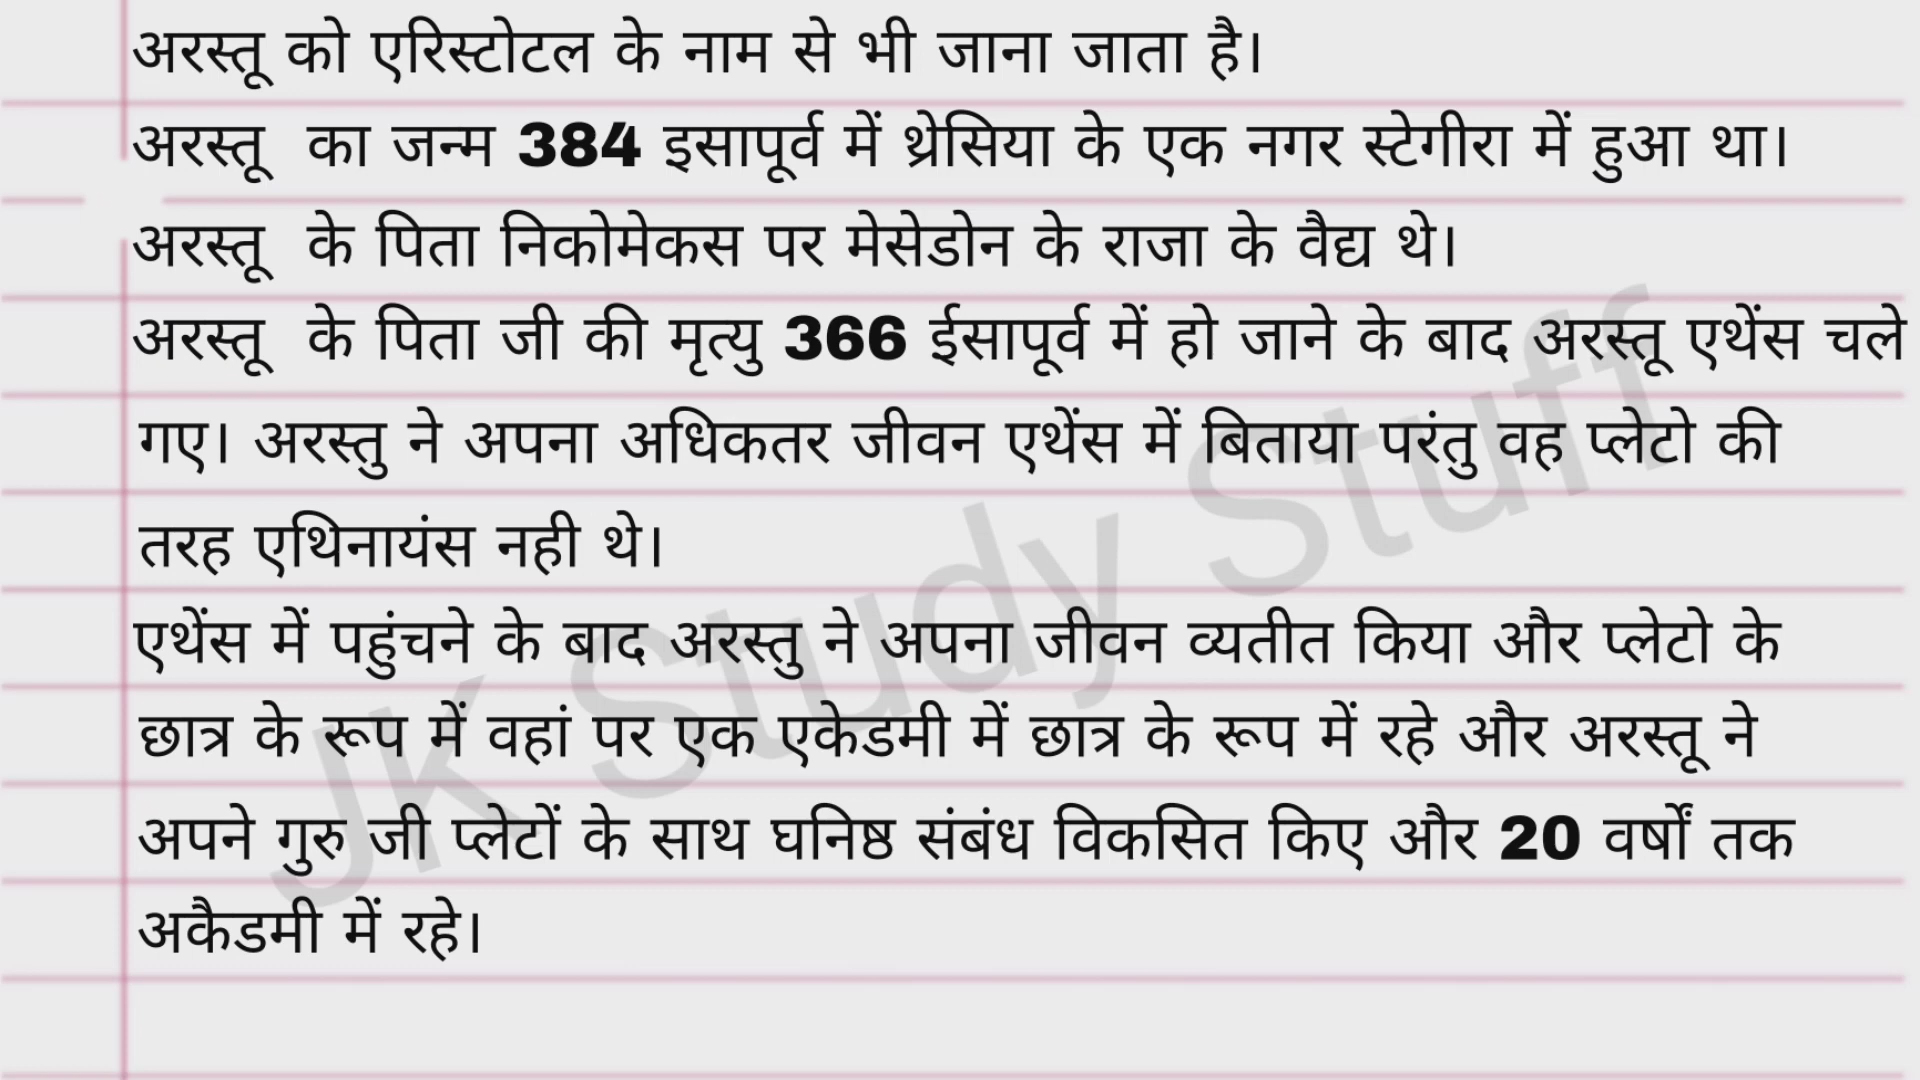 अरस्तू को एरिस्टोटल के नाम से भी जाना जाता है।
अरस्तू का जन्म 384 इसापूर्व में थ्रेसिया के एक नगर स्टेगीरा में हुआ था।
अरस्तू के पिता निकोमेकस पर मेसेडोन के राजा के वैद्य थे।
अरस्तू के पिता जी की मृत्यु 366 ईसापूर्व में हो जाने के बाद अरस्तू एथेंस चले
गए। अरस्तु ने अपना अधिकतर जीवन एथेंस में बिताया परंतु वह प्लेटो की
तरह एथिनायंस नही थे।
एथेंस में पहुंचने के बाद अरस्तु ने अपना जीवन व्यतीत किया और प्लेटो के
छात्र के रूप में वहां पर एक एकेडमी में छात्र के रूप में रहे और अरस्तू ने
अपने गुरु जी प्लेटों के साथ घनिष्ठ संबंध विकसित किए और 20 वर्षों तक
अकैडमी में रहे।
JK Study Stuff